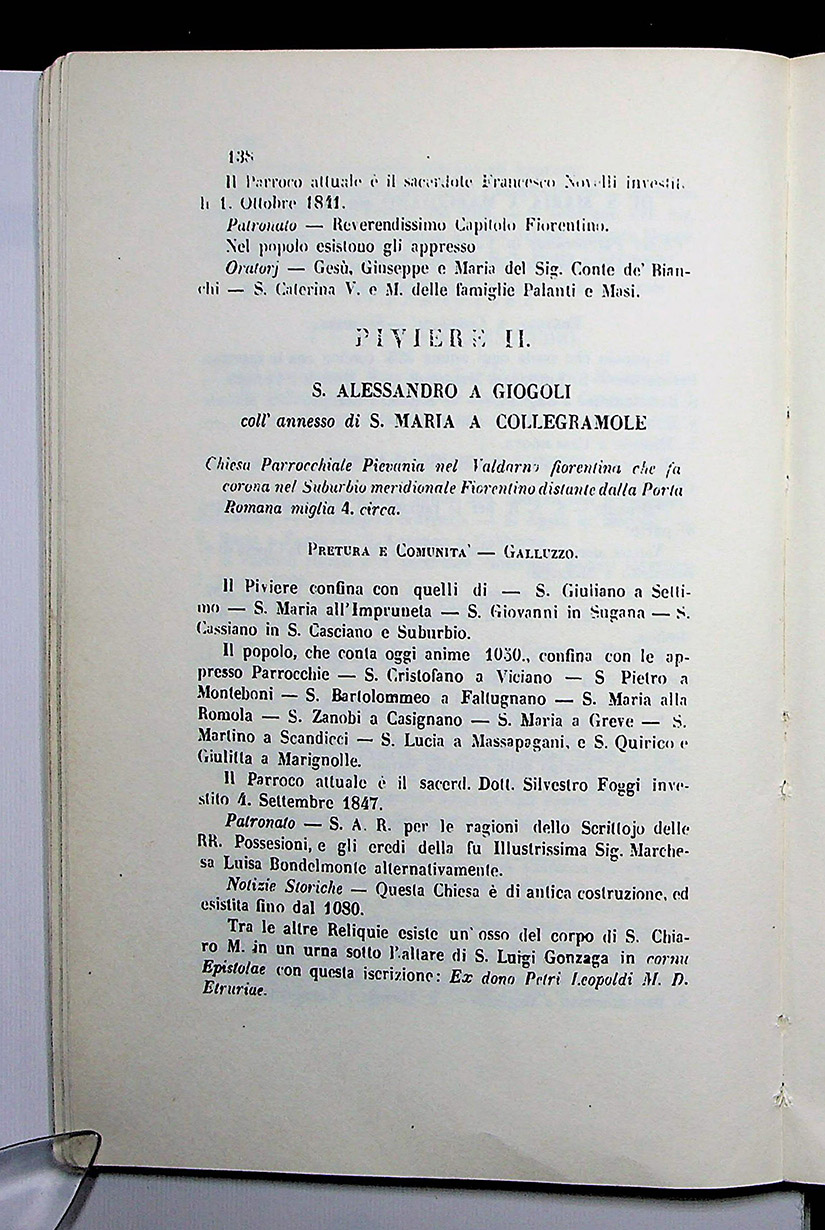 138
Il Parroco attuale è il sacerdote Francesco Novelli investit.
li 1. Ottobre 1841.
Patronato — Reverendissimo Capitolo Fiorentino.
Nel popolo esistono gli appresso
Oratorj — Gesù, Giuseppe e Maria del Sig. Conte de' Bian-
chi — S. Caterina V. e M. delle famiglie Palanti e Masi.
PIVIERE II.
S. ALESSANDRO A GIOGOLI
coll' annesso di S. MARIA A COLLEGRAMOLE
Chiesa Parrocchiale Pievania nel Valdarno fiorentina che fa
corona nel Suburbio meridionale Fiorentino distante dalla Porta
Romana miglia 4. circa.
PRETURA E COMUNITA' — GALLUZZO.
Il Piviere confina con quelli di — S. Giuliano a Setti-
mo — S. Maria all'Impruneta — S. Giovanni in Sugana — S.
Cassiano in S. Casciano e Suburbio.
Il popolo, che conta oggi anime 1050., confina con le ap-
presso Parrocchie — S. Cristofano a Viciano — S Pietro a
Monteboni — S. Bartolommeo a Faltugnano — S. Maria alla
Romola — S. Zanobi a Casignano — S. Maria a Greve — S.
Martino a Scandicci — S. Lucia a Massapagani, e S. Quirico e
Giulitta a Marignolle.
Il Parroco attuale è il sacerd. Dott. Silvestro Foggi inve-
stito 4. Settembre 1847.
Patronato — S. A. R. per le ragioni dello Scrittojo delle
RR. Possesioni, e gli eredi della fu Illustrissima Sig. Marche-
sa Luisa Bondelmonte alternativamente.
Notizie Storiche — Questa Chiesa è di antica costruzione, ed
esistita fino dal 1080.
Tra le altre Reliquie esiste un' osso del corpo di S. Chia-
ro M. in un urna sotto l'altare di S. Luigi Gonzaga in cornu
Epistolae con questa iscrizione: Ex dono Petri Leopoldi M. D.
Etruriae.